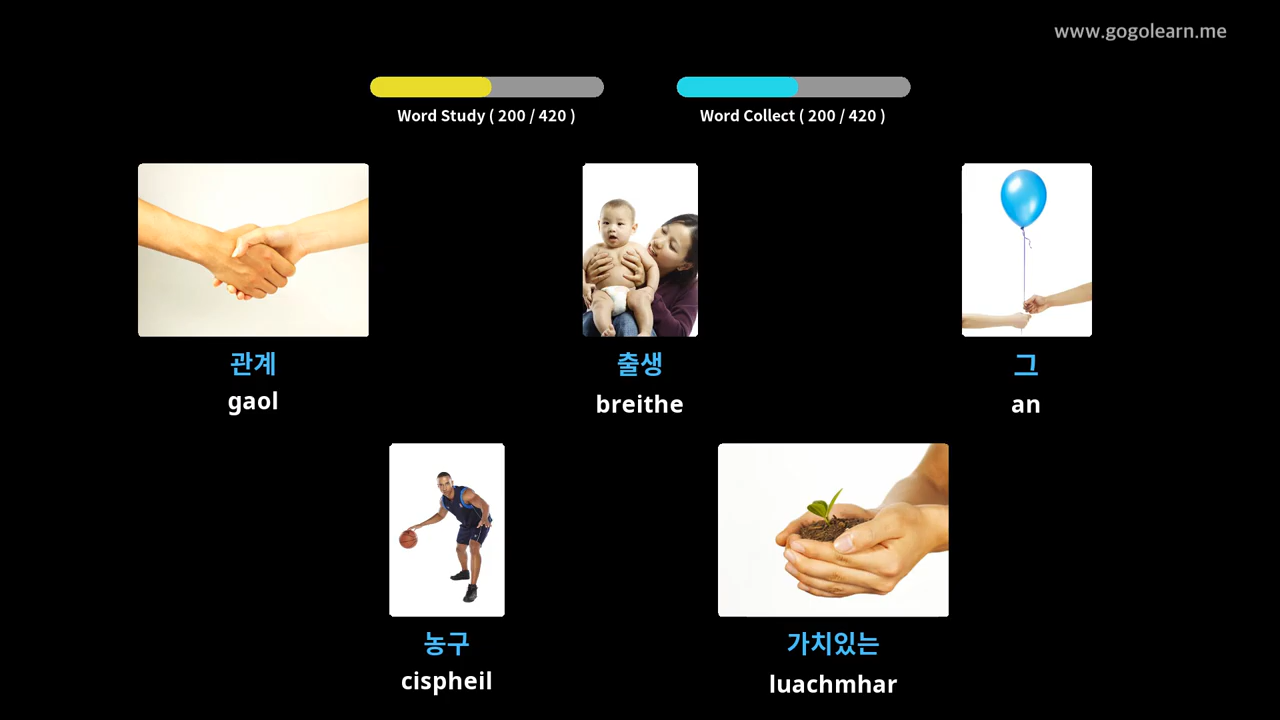 www.gogolearn.me
Word Study ( 200 / 420 )
Word Collect ( 200 / 420 )
관계
gaol
출생
breithe
그
an
농구
cispheil
가치있는
luachmhar